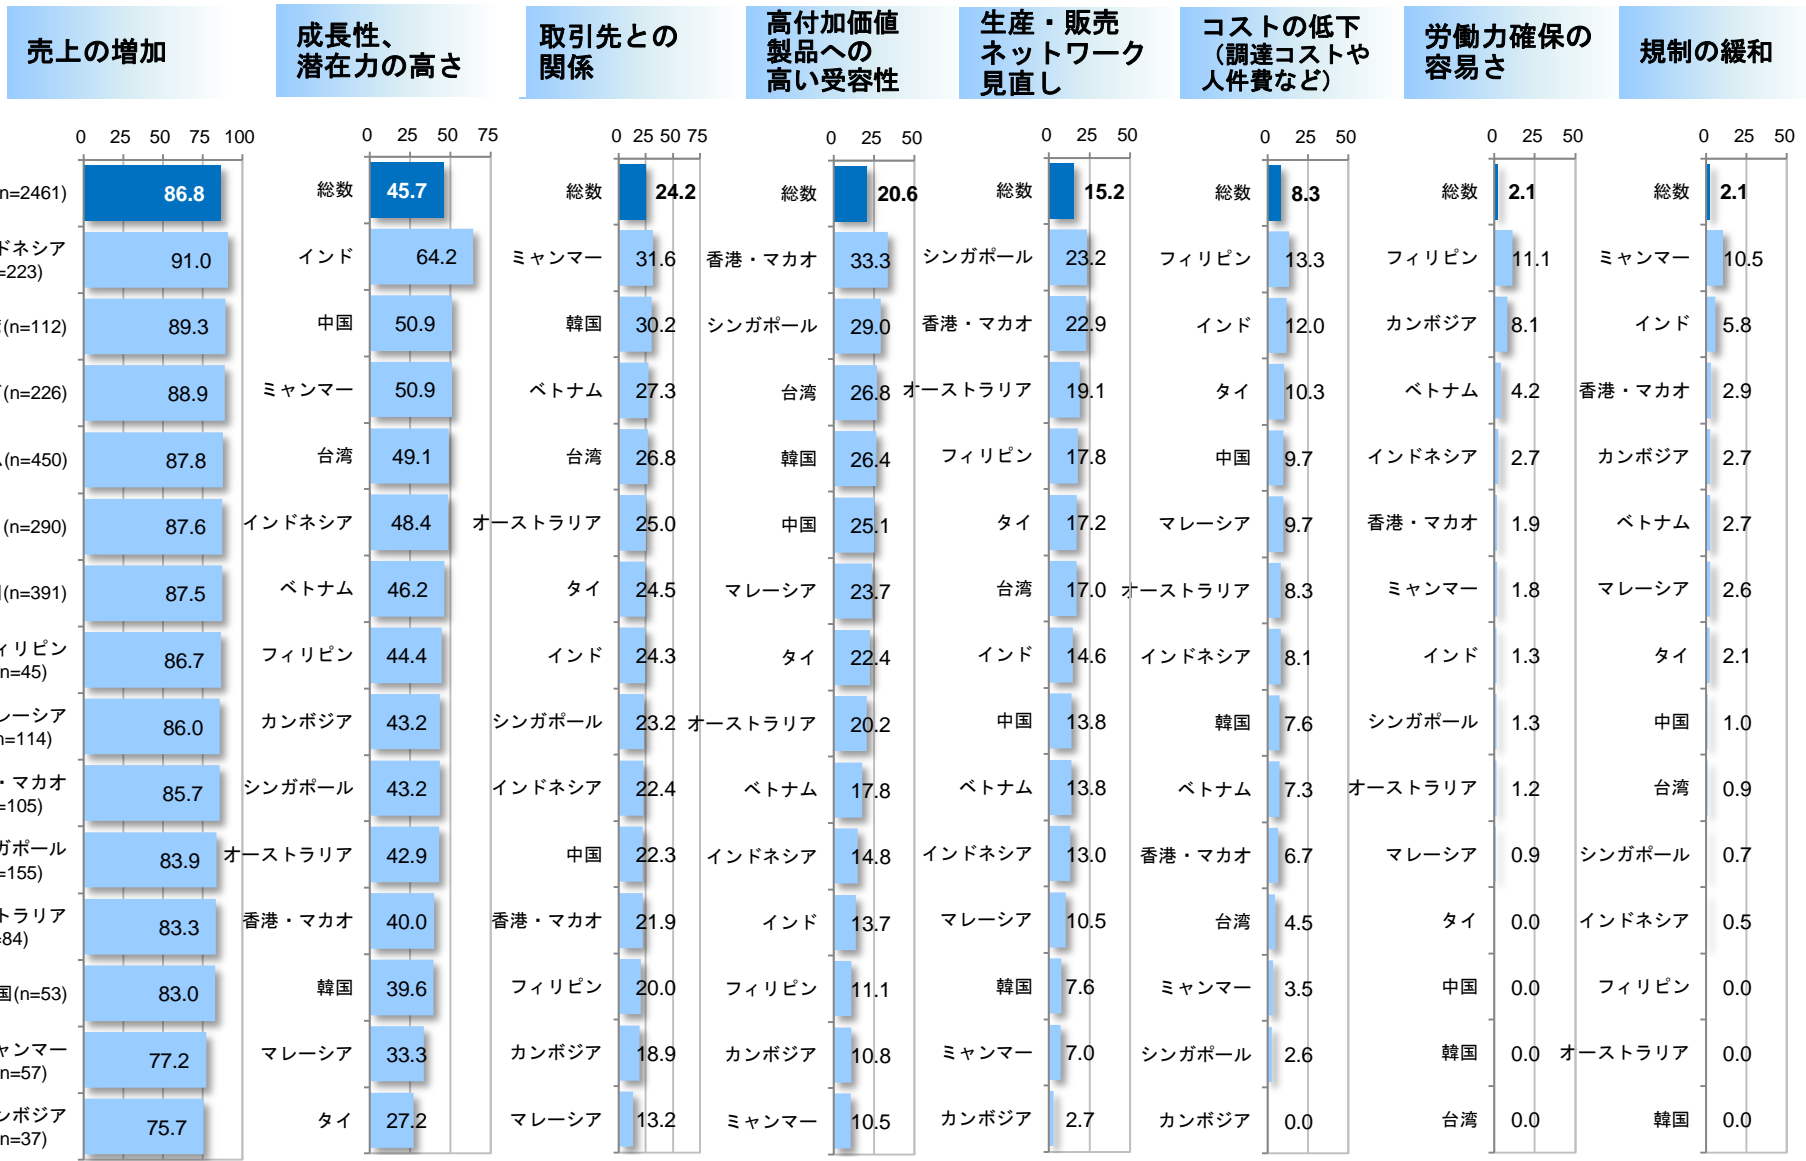 売上の増加
成長性、
潜在力の高さ
取引先との
関係
高付加価値
製品への
高い受容性
生産・販売
ネットワーク
見直し
コストの低下
（調達コストや
人件費など）
労働力確保の
容易さ
規制の緩和
0 25 50 75 100
n=2461) 86.8
ドネシア
=223) 91.0
(n=112) 89.3
(n=226) 88.9
(n=450) 87.8
(n=290) 87.6
(n=391) 87.5
ィリピン
n=45) 86.7
レーシア
n=114) 86.0
・マカオ
=105) 85.7
ガポール
=155) 83.9
トラリア
=84) 83.3
国(n=53) 83.0
ャンマー
n=57) 77.2
ンボジア
n=37) 75.7
0 25 50 75
総数 45.7
インド 64.2
中国 50.9
ミャンマー 50.9
台湾 49.1
インドネシア 48.4
ベトナム 46.2
フィリピン 44.4
カンボジア 43.2
シンガポール 43.2
オーストラリア 42.9
香港・マカオ 40.0
韓国 39.6
マレーシア 33.3
タイ 27.2
0 25 50 75
総数 24.2
ミャンマー 31.6
韓国 30.2
ベトナム 27.3
台湾 26.8
オーストラリア 25.0
タイ 24.5
インド 24.3
シンガポール 23.2
インドネシア 22.4
中国 22.3
香港・マカオ 21.9
フィリピン 20.0
カンボジア 18.9
マレーシア 13.2
0 25 50
総数 20.6
香港・マカオ 33.3
シンガポール 29.0
台湾 26.8
韓国 26.4
中国 25.1
マレーシア 23.7
タイ 22.4
オーストラリア 20.2
ベトナム 17.8
インドネシア 14.8
インド 13.7
フィリピン 11.1
カンボジア 10.8
ミャンマー 10.5
0 25 50
総数 15.2
シンガポール 23.2
香港・マカオ 22.9
オーストラリア 19.1
フィリピン 17.8
タイ 17.2
台湾 17.0
インド 14.6
中国 13.8
ベトナム 13.8
インドネシア 13.0
マレーシア 10.5
韓国 7.6
ミャンマー 7.0
カンボジア 2.7
0 25 50
総数 8.3
フィリピン 13.3
インド 12.0
タイ 10.3
中国 9.7
マレーシア 9.7
オーストラリア 8.3
インドネシア 8.1
韓国 7.6
ベトナム 7.3
香港・マカオ 6.7
台湾 4.5
ミャンマー 3.5
シンガポール 2.6
カンボジア 0.0
0 25 50
総数 2.1
フィリピン 11.1
カンボジア 8.1
ベトナム 4.2
インドネシア 2.7
香港・マカオ 1.9
ミャンマー 1.8
インド 1.3
シンガポール 1.3
オーストラリア 1.2
マレーシア 0.9
タイ 0.0
中国 0.0
韓国 0.0
台湾 0.0
0 25 50
総数 2.1
ミャンマー 10.5
インド 5.8
香港・マカオ 2.9
カンボジア 2.7
ベトナム 2.7
マレーシア 2.6
タイ 2.1
中国 1.0
台湾 0.9
シンガポール 0.7
インドネシア 0.5
フィリピン 0.0
オーストラリア 0.0
韓国 0.0